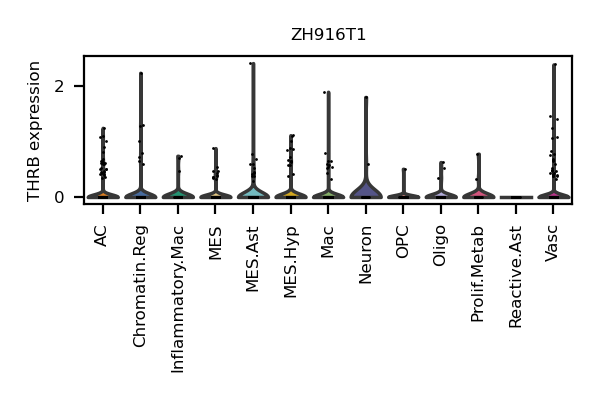 ZH916T1
THRB expression
2
0
AC
Chromatin.Reg
Inflammatory.Mac
MES
MES.Ast
MES.Hyp
Mac
Neuron
OPC
Oligo
Prolif.Metab
Reactive.Ast
Vasc